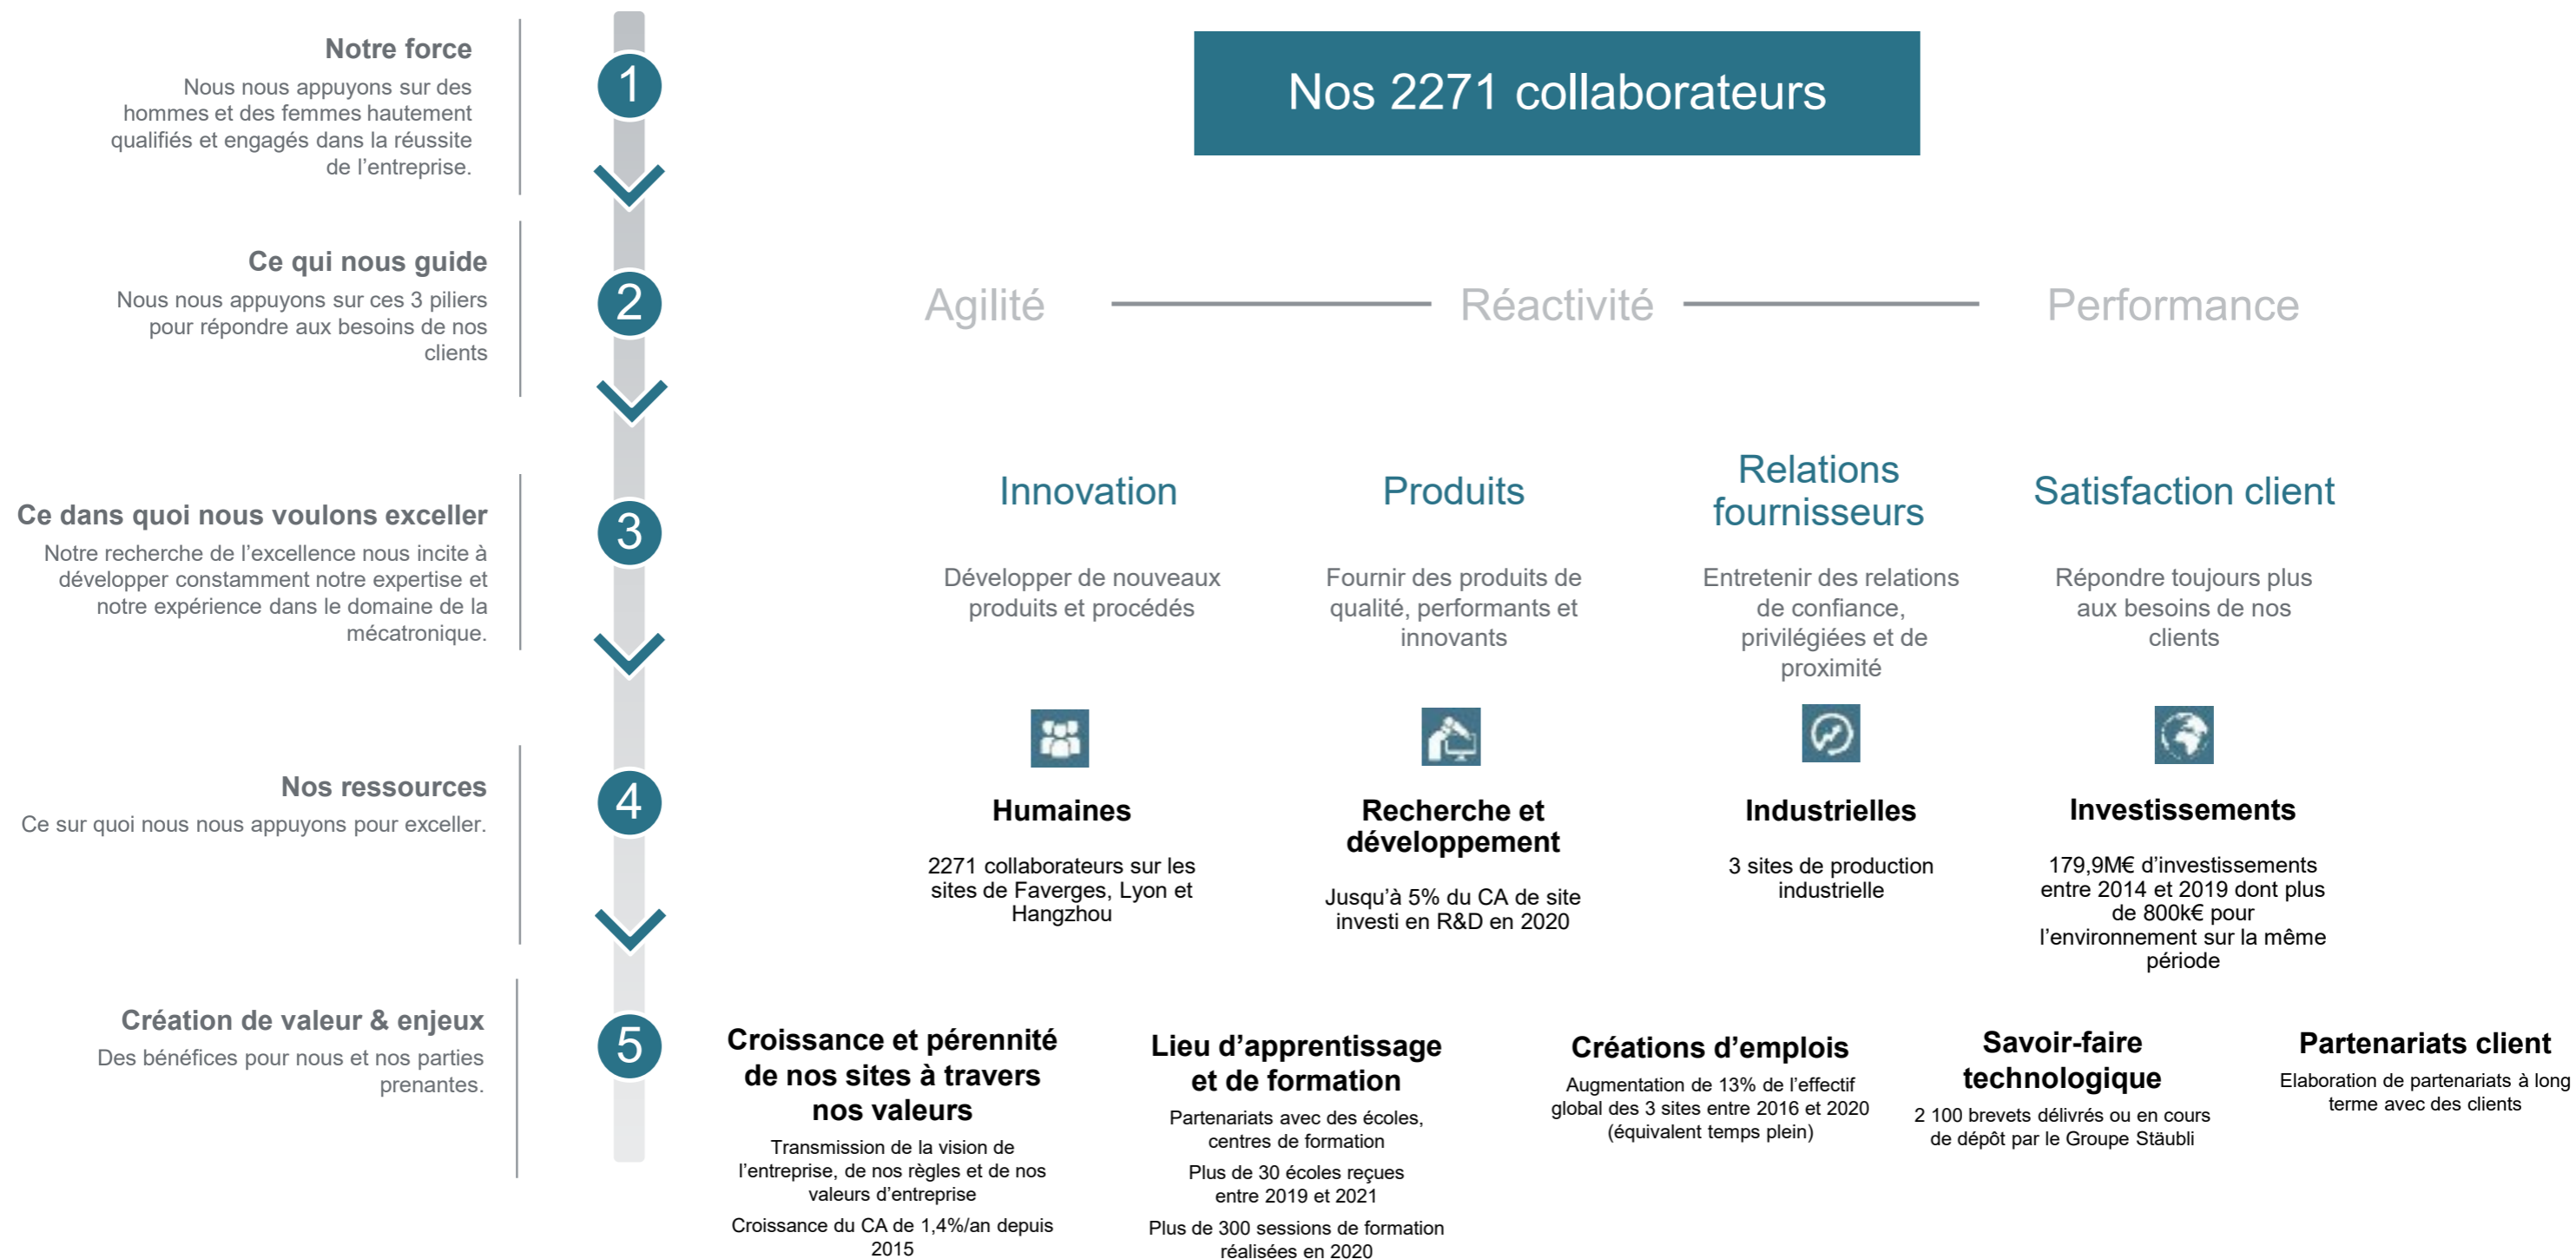 Notre force
Nous nous appuyons sur des
hommes et des femmes hautement
qualifiés et engagés dans la réussite
de l’entreprise.
1
Nos 2271 collaborateurs
Ce qui nous guide
Nous nous appuyons sur ces 3 piliers
pour répondre aux besoins de nos
clients
2
Agilité
Réactivité
Performance
Ce dans quoi nous voulons exceller
Notre recherche de l’excellence nous incite à
développer constamment notre expertise et
notre expérience dans le domaine de la
mécatronique.
3
Innovation
Développer de nouveaux
produits et procédés
Produits
Fournir des produits de
qualité, performants et
innovants
Relations
fournisseurs
Entretenir des relations
de confiance,
privilégiées et de
proximité
Satisfaction client
Répondre toujours plus
aux besoins de nos
clients
Nos ressources
Ce sur quoi nous nous appuyons pour exceller.
4
Humaines
2271 collaborateurs sur les
sites de Faverges, Lyon et
Hangzhou
Recherche et
développement
Jusqu’à 5% du CA de site
investi en R&D en 2020
Industrielles
3 sites de production
industrielle
Investissements
179,9M€ d’investissements
entre 2014 et 2019 dont plus
de 800k€ pour
l’environnement sur la même
période
Création de valeur & enjeux
Des bénéfices pour nous et nos parties
prenantes.
5
Croissance et pérennité
de nos sites à travers
nos valeurs
Transmission de la vision de
l’entreprise, de nos règles et de nos
valeurs d’entreprise
Croissance du CA de 1,4%/an depuis
2015
Lieu d’apprentissage
et de formation
Partenariats avec des écoles,
centres de formation
Plus de 30 écoles reçues
entre 2019 et 2021
Plus de 300 sessions de formation
réalisées en 2020
Créations d’emplois
Augmentation de 13% de l’effectif
global des 3 sites entre 2016 et 2020
(équivalent temps plein)
Savoir-faire
technologique
2 100 brevets délivrés ou en cours
de dépôt par le Groupe Stäubli
Partenariats client
Elaboration de partenariats à long
terme avec des clients